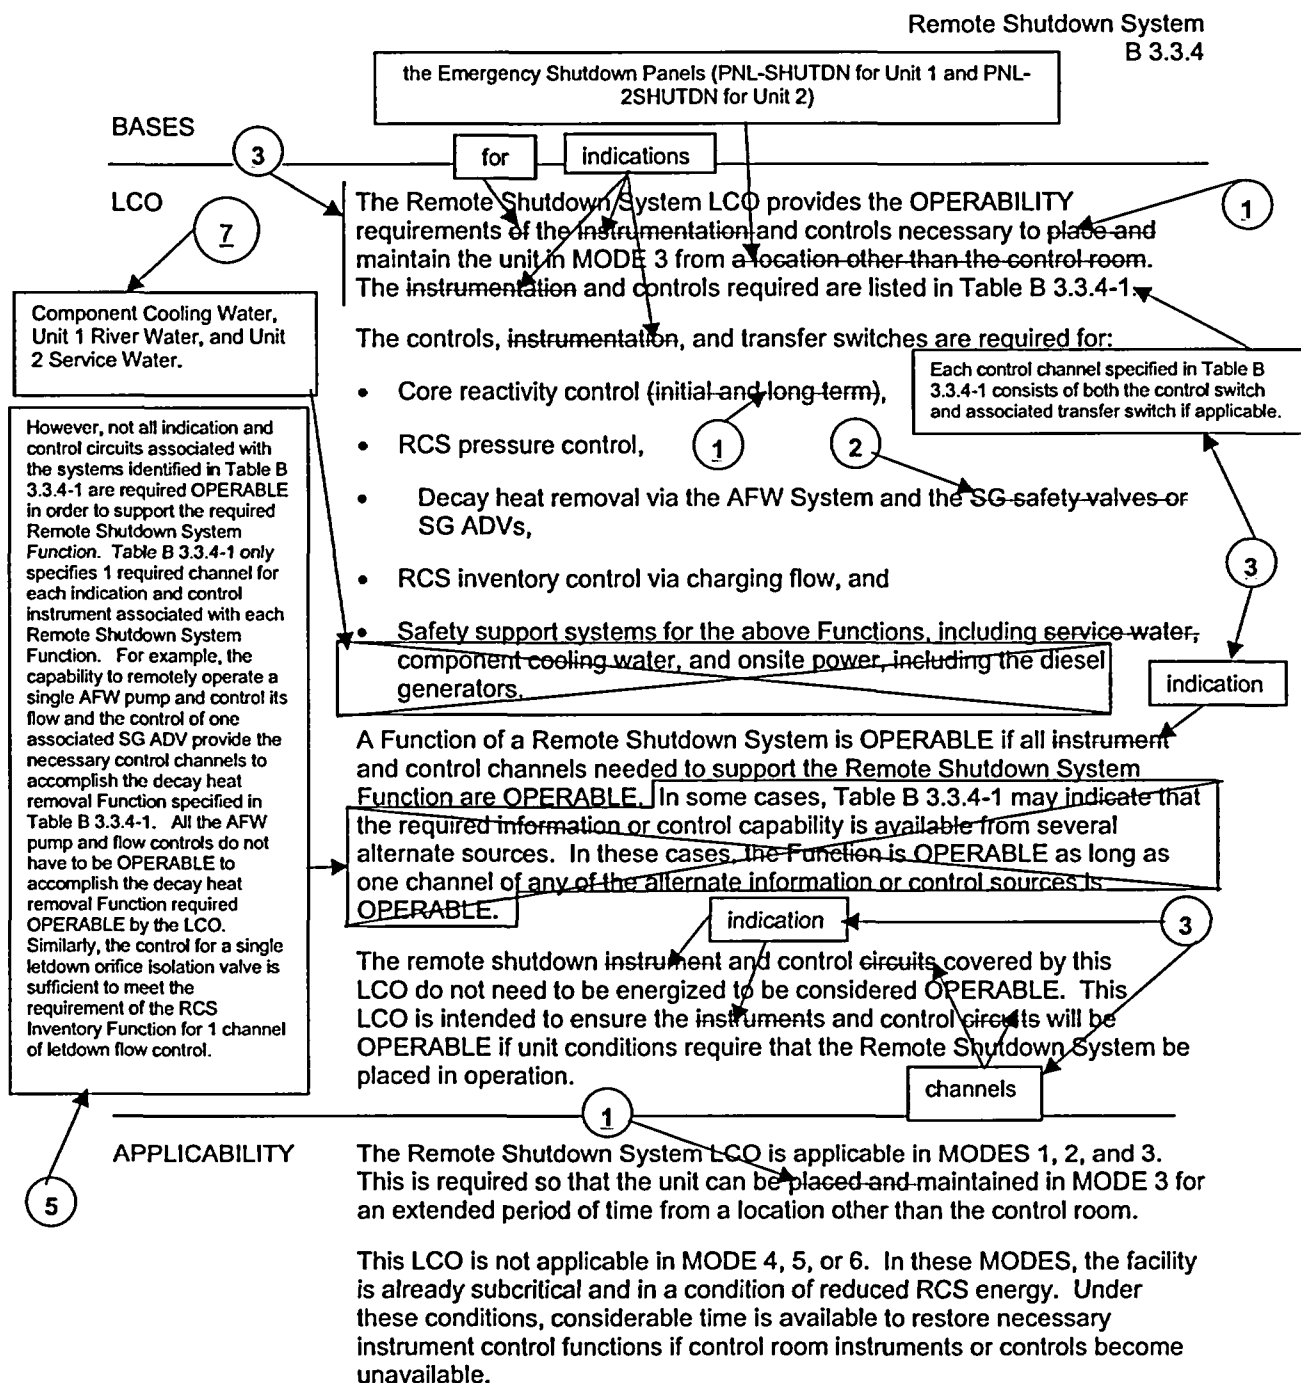 Remote Shutdown System
B 3.3.4
the Emergency Shutdown Panels (PNL-SHUTDN for Unit 1 and PNL-
2SHUTDN for Unit 2)
BASES
3
for
indications
LCO
The Remote Shutdown System LCO provides the OPERABILITY
requirements of the instrumentation and controls necessary to place and
maintain the unit in MODE 3 from a location other than the control room.
The instrumentation and controls required are listed in Table B 3.3.4-1.
1
7
Component Cooling Water,
Unit 1 River Water, and Unit
2 Service Water.
The controls, instrumentation, and transfer switches are required for:
Each control channel specified in Table B
3.3.4-1 consists of both the control switch
and associated transfer switch if applicable.
• Core reactivity control (initial and long term),
1
2
• RCS pressure control,
• Decay heat removal via the AFW System and the SG safety valves or
SG ADVs,
3
• RCS inventory control via charging flow, and
• Safety support systems for the above Functions, including service water,
component cooling water, and onsite power, including the diesel
generators.
indication
However, not all indication and
control circuits associated with
the systems identified in Table B
3.3.4-1 are required OPERABLE
in order to support the required
Remote Shutdown System
Function. Table B 3.3.4-1 only
specifies 1 required channel for
each indication and control
instrument associated with each
Remote Shutdown System
Function. For example, the
capability to remotely operate a
single AFW pump and control its
flow and the control of one
associated SG ADV provide the
necessary control channels to
accomplish the decay heat
removal Function specified in
Table B 3.3.4-1. All the AFW
pump and flow controls do not
have to be OPERABLE to
accomplish the decay heat
removal Function required
OPERABLE by the LCO.
Similarly, the control for a single
letdown orifice isolation valve is
sufficient to meet the
requirement of the RCS
Inventory Function for 1 channel
of letdown flow control.
5
A Function of a Remote Shutdown System is OPERABLE if all instrument
and control channels needed to support the Remote Shutdown System
Function are OPERABLE. In some cases, Table B 3.3.4-1 may indicate that
the required information or control capability is available from several
alternate sources. In these cases, the Function is OPERABLE as long as
one channel of any of the alternate information or control sources is
OPERABLE.
indication
3
The remote shutdown instrument and control circuits covered by this
LCO do not need to be energized to be considered OPERABLE. This
LCO is intended to ensure the instruments and control circuits will be
OPERABLE if unit conditions require that the Remote Shutdown System be
placed in operation.
channels
1
APPLICABILITY
The Remote Shutdown System LCO is applicable in MODES 1, 2, and 3.
This is required so that the unit can be placed and maintained in MODE 3 for
an extended period of time from a location other than the control room.
This LCO is not applicable in MODE 4, 5, or 6. In these MODES, the facility
is already subcritical and in a condition of reduced RCS energy. Under
these conditions, considerable time is available to restore necessary
instrument control functions if control room instruments or controls become
unavailable.